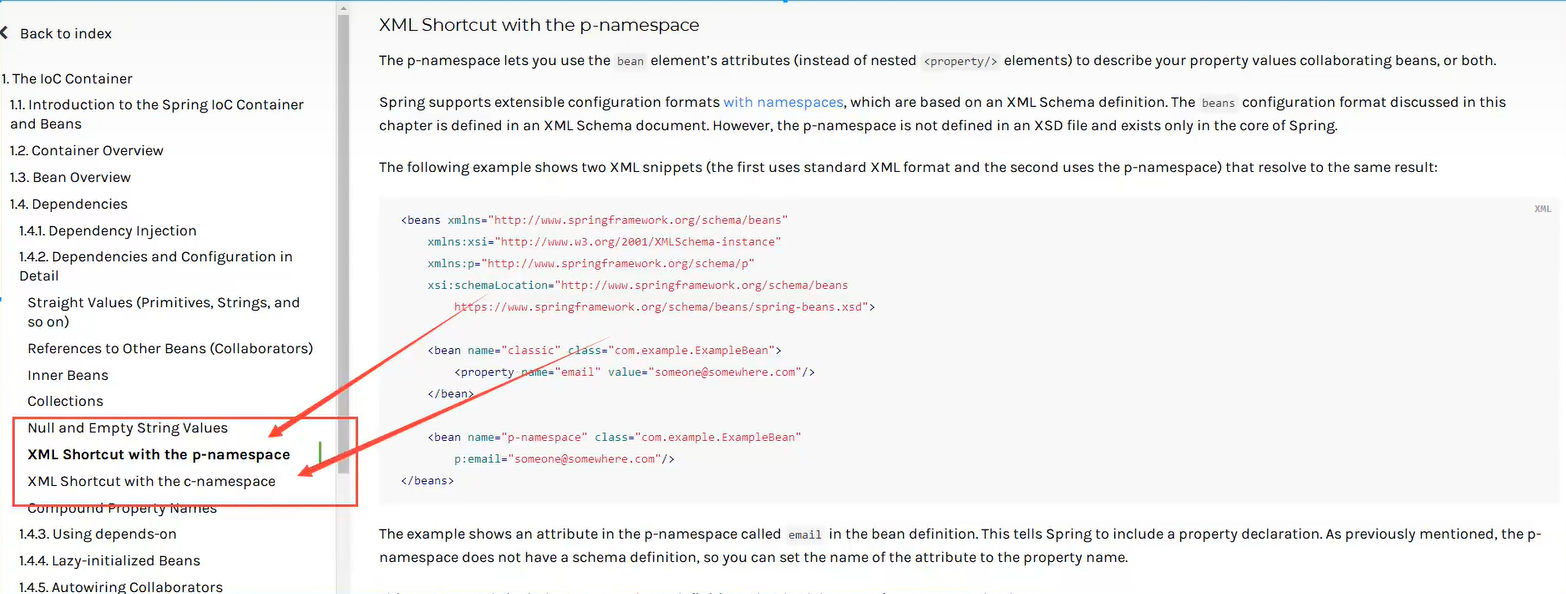 Back to index
1. The IoC Container
1.1. Introduction to the Spring IoC Container
and Beans
1.2. Container Overview
1.3. Bean Overview
1.4. Dependencies
1.4.1. Dependency Injection
1.4.2. Dependencies and Configuration in
Detail
Straight Values (Primitives, Strings, and
so on)
References to Other Beans (Collaborators)
Inner Beans
Collections
Null and Empty String Values
XML Shortcut with the p-namespace
XML Shortcut with the c-namespace
Compound Property Names
1.4.3. Using depends-on
1.4.4. Lazy-initialized Beans
1.4.5. Autowiring Collaborators
XML Shortcut with the p-namespace
The p-namespace lets you use the bean element's attributes (instead of nested <property/> elements) to describe your property values collaborating beans, or both.
Spring supports extensible configuration formats with namespaces, which are based on an XML Schema definition. The beans configuration format discussed in this
chapter is defined in an XML Schema document. However, the p-namespace is not defined in an XSD file and exists only in the core of Spring.
The following example shows two XML snippets (the first uses standard XML format and the second uses the p-namespace) that resolve to the same result:
XML
<beans xmlns="http://www.springframework.org/schema/beans"
xmlns:xsi="http://www.w3.org/2001/XMLSchema-instance"
xmlns:p="http://www.springframework.org/schema/p"
xsi:schemaLocation="http://www.springframework.org/schema/beans
https://www.springframework.org/schema/beans/spring-beans.xsd">
<bean name="classic" class="com.example.ExampleBean">
<property name="email" value="someone@somewhere.com"/>
</bean>
<bean name="p-namespace" class="com.example.ExampleBean"
p:email="someone@somewhere.com"/>
</beans>
The example shows an attribute in the p-namespace called email in the bean definition. This tells Spring to include a property declaration. As previously mentioned, the p-
namespace does not have a schema definition, so you can set the name of the attribute to the property name.